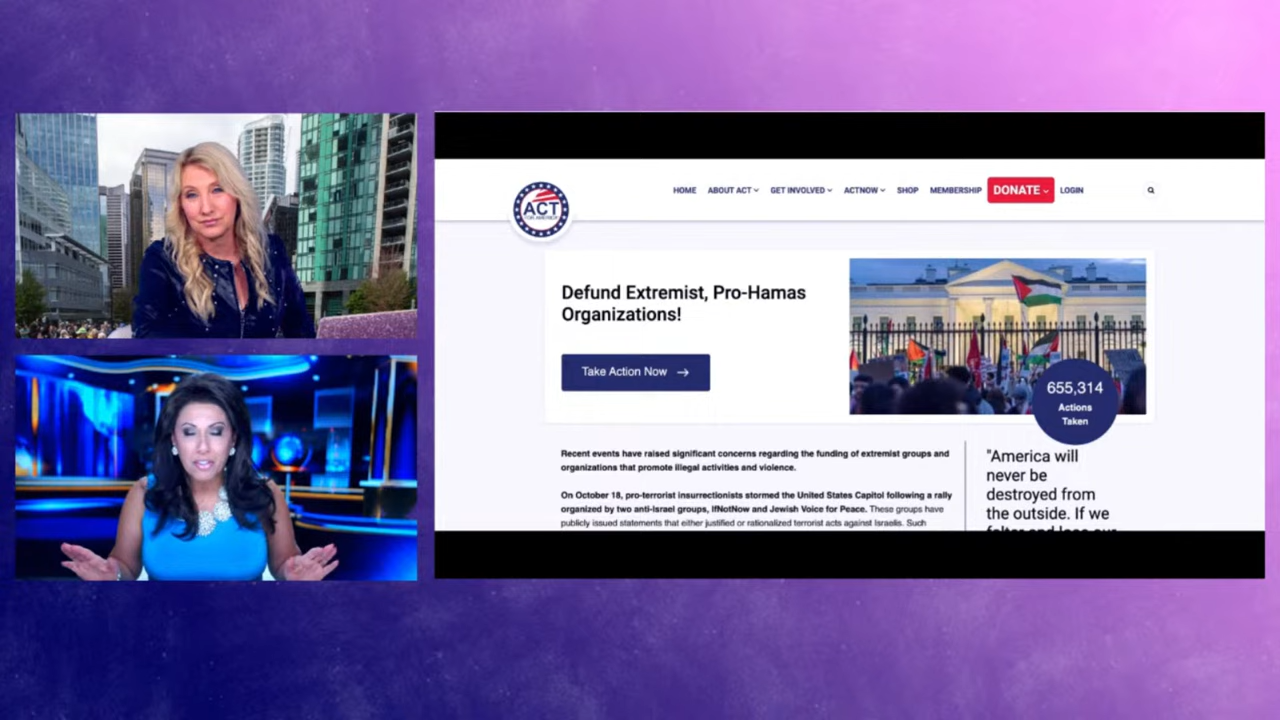 HOME ABOUT ACT GET INVOLVED ACTNOW SHOP MEMBERSHIP DONATE LOGIN
ACT
FOR AMERICA
Defund Extremist, Pro-Hamas
Organizations!
Take Action Now →
655,314
Actions
Taken
Recent events have raised significant concerns regarding the funding of extremist groups and
organizations that promote illegal activities and violence.
On October 18, pro-terrorist insurrectionists stormed the United States Capitol following a rally
organized by two anti-Israel groups, IfNotNow and Jewish Voice for Peace. These groups have
publicly issued statements that either justified or rationalized terrorist acts against Israelis. Such
"America will
never be
destroyed from
the outside. If we
falter and lose our